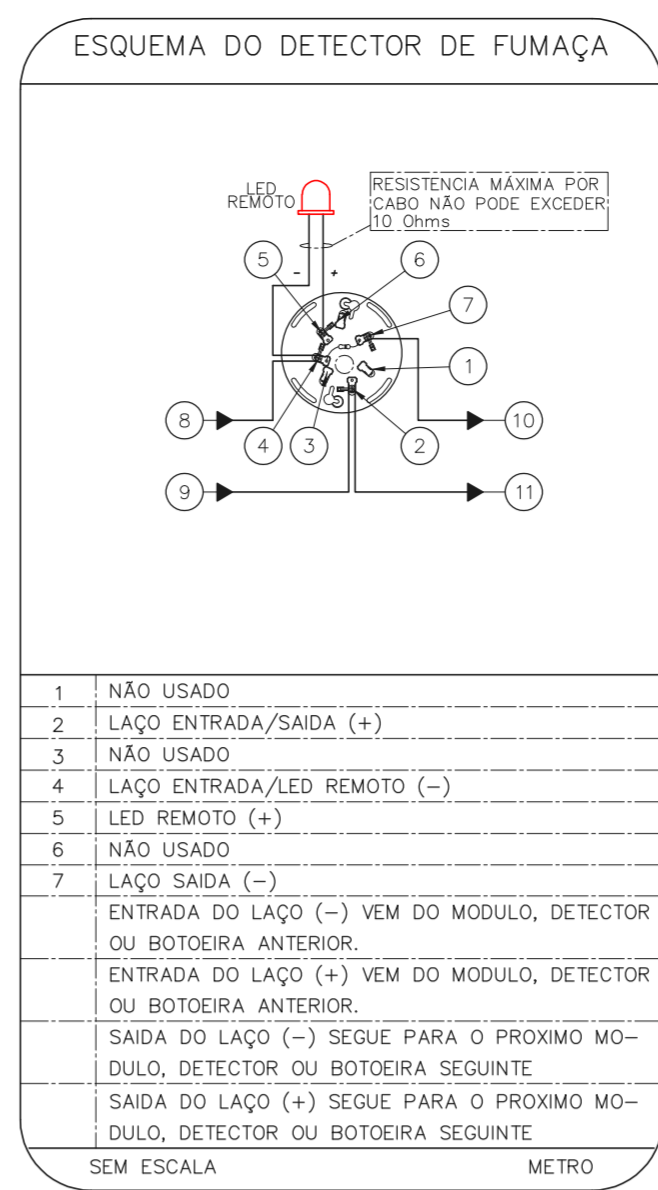 ESQUEMA DO DETECTOR DE FUMAÇA
LED
REMOTO
RESISTENCIA MÁXIMA POR
CABO NÃO PODE EXCEDER
10 Ohms
5
6
- +
7
1
8
10
4
3
2
9
11
1 NÃO USADO
2 LAÇO ENTRADA/SAIDA (+)
3 NÃO USADO
4 LAÇO ENTRADA/LED REMOTO (-)
5 LED REMOTO (+)
6 NÃO USADO
7 LAÇO SAIDA (-)
ENTRADA DO LAÇO (-) VEM DO MODULO, DETECTOR
OU BOTOEIRA ANTERIOR.
ENTRADA DO LAÇO (+) VEM DO MODULO, DETECTOR
OU BOTOEIRA ANTERIOR.
SAIDA DO LAÇO (-) SEGUE PARA O PROXIMO MO-
DULO, DETECTOR OU BOTOEIRA SEGUINTE
SAIDA DO LAÇO (+) SEGUE PARA O PROXIMO MO-
DULO, DETECTOR OU BOTOEIRA SEGUINTE
SEM ESCALA METRO